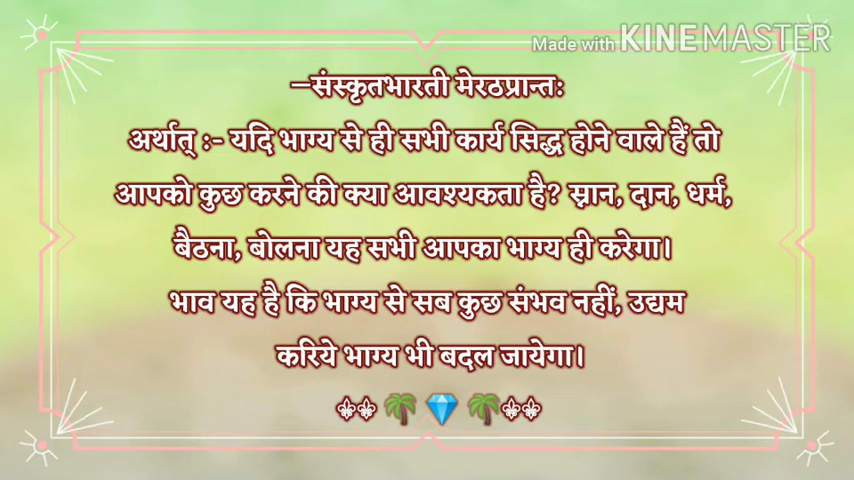 Made with KINEMASTER
—संस्कृतभारती मेरठप्रान्तः
अर्थात् :- यदि भाग्य से ही सभी कार्य सिद्ध होने वाले हैं तो
आपको कुछ करने की क्या आवश्यकता है? स्नान, दान, धर्म,
बैठना, बोलना यह सभी आपका भाग्य ही करेगा।
भाव यह है कि भाग्य से सब कुछ संभव नहीं, उद्यम
करिये भाग्य भी बदल जायेगा।
⚜⚜ 🌴 💎 🌴⚜⚜